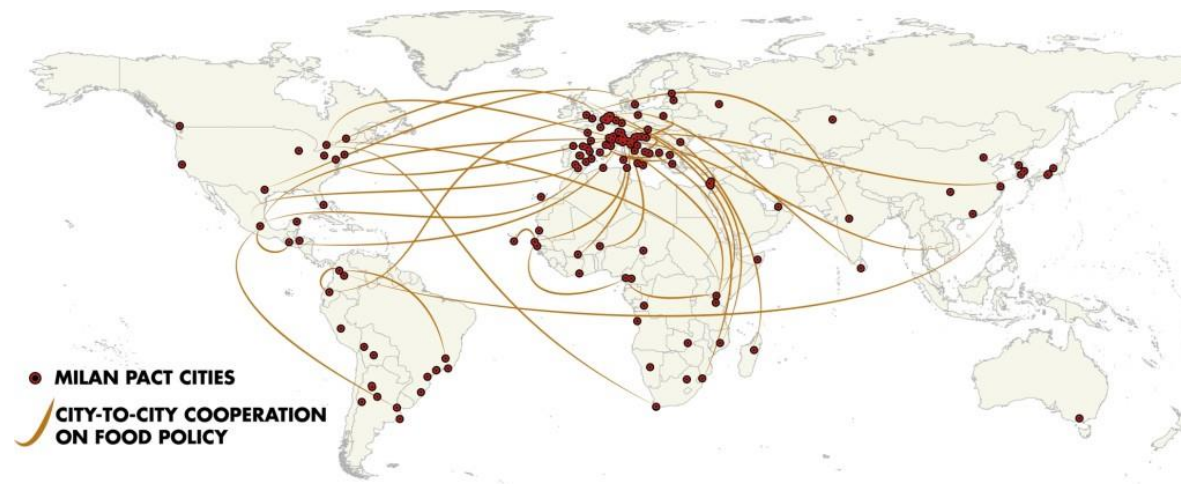 MILAN PACT CITIES
CITY-TO-CITY COOPERATION
ON FOOD POLICY